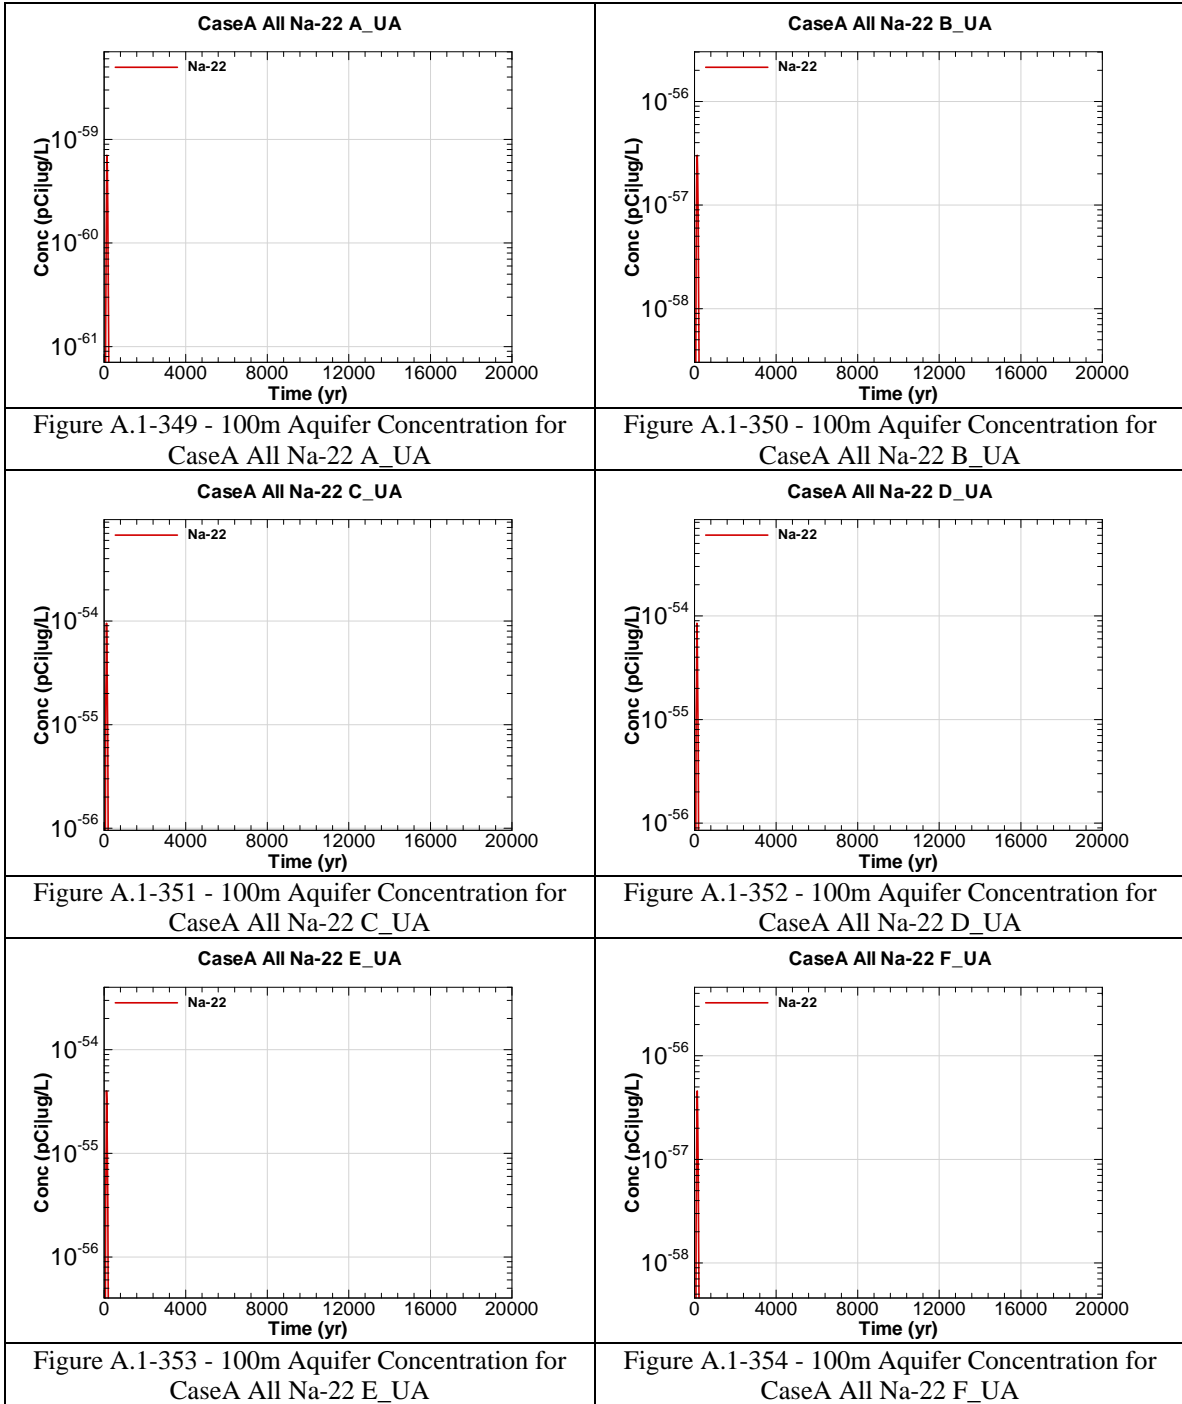 CaseA All Na-22 A_UA
Na-22
Conc (pCi|ug/L)
10-59
10-60
10-61
0 4000 8000 12000 16000 20000
Time (yr)
Figure A.1-349 - 100m Aquifer Concentration for
CaseA All Na-22 A_UA
CaseA All Na-22 B_UA
Na-22
Conc (pCi|ug/L)
10-56
10-57
10-58
0 4000 8000 12000 16000 20000
Time (yr)
Figure A.1-350 - 100m Aquifer Concentration for
CaseA All Na-22 B_UA
CaseA All Na-22 C_UA
Na-22
Conc (pCi|ug/L)
10-54
10-55
10-56
0 4000 8000 12000 16000 20000
Time (yr)
Figure A.1-351 - 100m Aquifer Concentration for
CaseA All Na-22 C_UA
CaseA All Na-22 D_UA
Na-22
Conc (pCi|ug/L)
10-54
10-55
10-56
0 4000 8000 12000 16000 20000
Time (yr)
Figure A.1-352 - 100m Aquifer Concentration for
CaseA All Na-22 D_UA
CaseA All Na-22 E_UA
Na-22
Conc (pCi|ug/L)
10-54
10-55
10-56
0 4000 8000 12000 16000 20000
Time (yr)
Figure A.1-353 - 100m Aquifer Concentration for
CaseA All Na-22 E_UA
CaseA All Na-22 F_UA
Na-22
Conc (pCi|ug/L)
10-56
10-57
10-58
0 4000 8000 12000 16000 20000
Time (yr)
Figure A.1-354 - 100m Aquifer Concentration for
CaseA All Na-22 F_UA